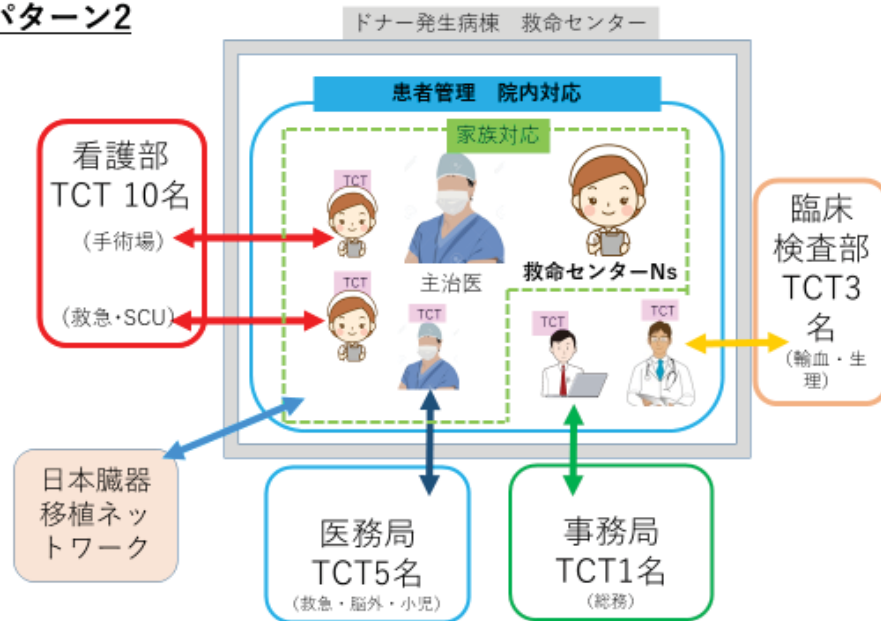 パターン2
ドナー発生病棟 救命センター
患者管理 院内対応
家族対応
看護部
TCT 10名
(手術場)
(救急・SCU)
TCT
TCT
主治医
救命センターNs
TCT
TCT
TCT
臨床
検査部
TCT3
名
(輸血・生
理)
日本臓器
移植ネッ
トワーク
医務局
TCT5名
(救急・脳外・小児)
事務局
TCT1名
(総務)